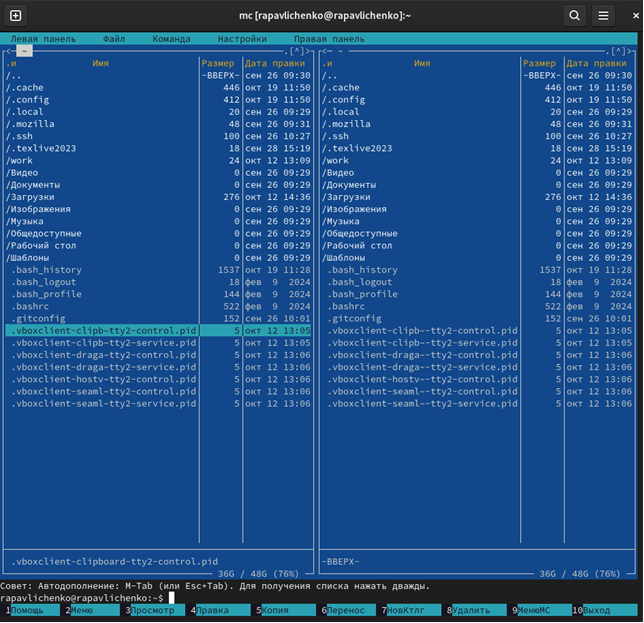 mc [rapavlichenko@rapavlichenko]:~
Левая панель Файл Команда Настройки Правая панель
<─ ~ .[^]> <─ ~ .[^]>
.и Имя Размер Дата правки .и Имя Размер Дата правки
/.. -ВВЕРХ- сен 26 09:30 /.. -ВВЕРХ- сен 26 09:30
/.cache 446 окт 19 11:50 /.cache 446 окт 19 11:50
/.config 412 окт 19 11:50 /.config 412 окт 19 11:50
/.local 20 сен 26 09:29 /.local 20 сен 26 09:29
/.mozilla 48 сен 26 09:31 /.mozilla 48 сен 26 09:31
/.ssh 100 сен 26 10:27 /.ssh 100 сен 26 10:27
/.texlive2023 18 сен 28 15:19 /.texlive2023 18 сен 28 15:19
/work 24 окт 12 13:09 /work 24 окт 12 13:09
/Видео 0 сен 26 09:29 /Видео 0 сен 26 09:29
/Документы 0 сен 26 09:29 /Документы 0 сен 26 09:29
/Загрузки 276 окт 12 14:36 /Загрузки 276 окт 12 14:36
/Изображения 0 сен 26 09:29 /Изображения 0 сен 26 09:29
/Музыка 0 сен 26 09:29 /Музыка 0 сен 26 09:29
/Общедоступные 0 сен 26 09:29 /Общедоступные 0 сен 26 09:29
/Рабочий стол 0 сен 26 09:29 /Рабочий стол 0 сен 26 09:29
/Шаблоны 0 сен 26 09:29 /Шаблоны 0 сен 26 09:29
.bash_history 1537 окт 19 11:28 .bash_history 1537 окт 19 11:28
.bash_logout 18 фев 9 2024 .bash_logout 18 фев 9 2024
.bash_profile 144 фев 9 2024 .bash_profile 144 фев 9 2024
.bashrc 522 фев 9 2024 .bashrc 522 фев 9 2024
.gitconfig 152 сен 26 10:01 .gitconfig 152 сен 26 10:01
.vboxclient-clipb~tty2-control.pid 5 окт 12 13:05 .vboxclient-clipb~-tty2-control.pid 5 окт 12 13:05
.vboxclient-clipb~tty2-service.pid 5 окт 12 13:05 .vboxclient-clipb~-tty2-service.pid 5 окт 12 13:05
.vboxclient-draga~tty2-control.pid 5 окт 12 13:06 .vboxclient-draga~-tty2-control.pid 5 окт 12 13:06
.vboxclient-draga~tty2-service.pid 5 окт 12 13:06 .vboxclient-draga~-tty2-service.pid 5 окт 12 13:06
.vboxclient-hostv~tty2-control.pid 5 окт 12 13:06 .vboxclient-hostv~-tty2-control.pid 5 окт 12 13:06
.vboxclient-seaml~tty2-control.pid 5 окт 12 13:06 .vboxclient-seaml~-tty2-control.pid 5 окт 12 13:06
.vboxclient-seaml~tty2-service.pid 5 окт 12 13:06 .vboxclient-seaml~-tty2-service.pid 5 окт 12 13:06
.vboxclient-clipboard-tty2-control.pid -ВВЕРХ-
36G / 48G (76%) 36G / 48G (76%)
Совет: Автодополнение: M-Tab (или Esc+Tab). Для получения списка нажать дважды.
rapavlichenko@rapavlichenko:~$
1Помощь 2Меню 3Просмотр 4Правка 5Копия 6Перенос 7НовКтлг 8Удалить 9МенюМС 10Выход